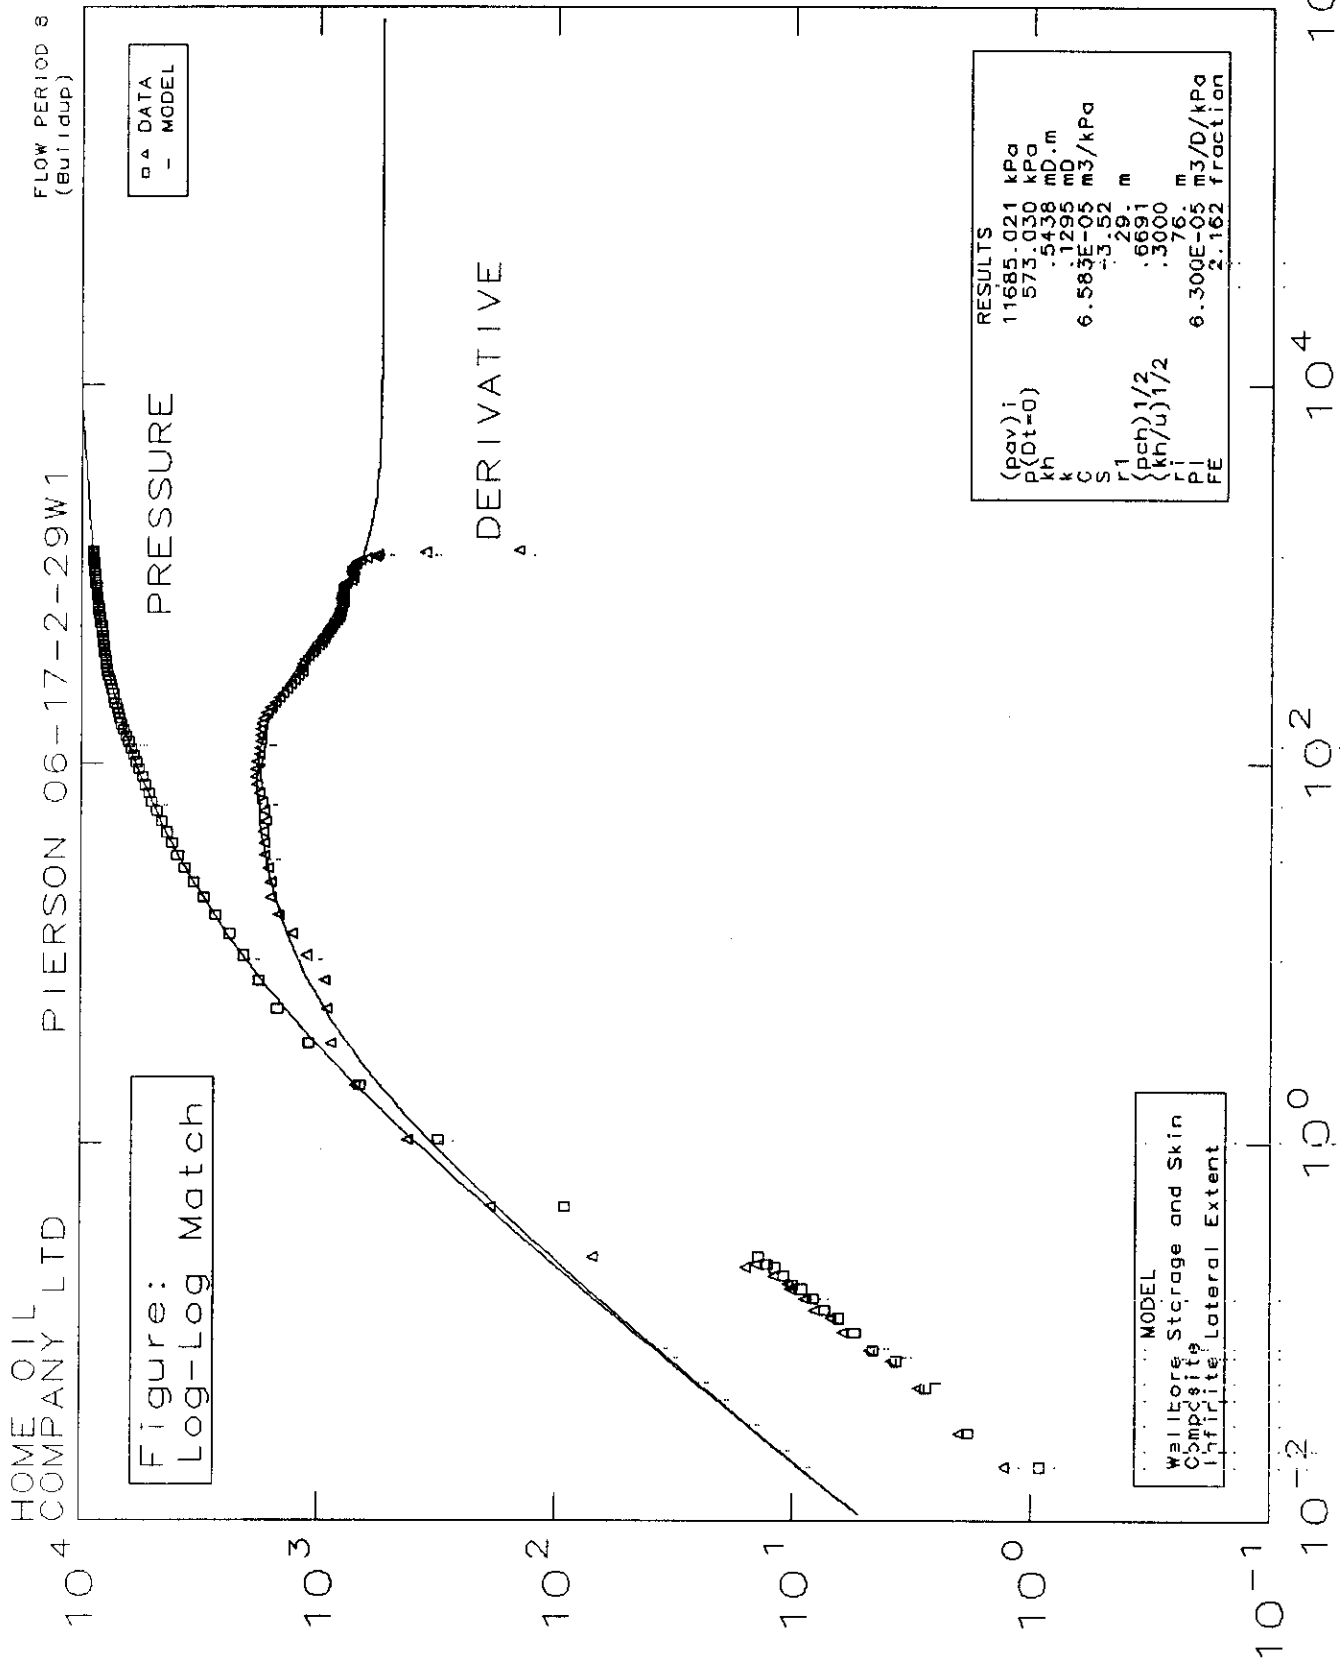 HOME OIL
COMPANY LTD
PIERSON 06-17-2-29W1
FLOW PERIOD 8
(Buildup)
Figure:
Log-Log Match
□ △ DATA
- MODEL
PRESSURE
DERIVATIVE
MODEL
Wellbore Storage and Skin
Composite
Infinite Lateral Extent
RESULTS
(pav)i 11685.021 kPa
p(Dt=0) 573.030 kPa
kh .5438 mD.m
k .1295 mD
C 6.583E-05 m3/kPa
S -3.52
r1 29. m
(pch)1/2 .6691
(kh/u)1/2 .3000
ri 76. m
PI 6.300E-05 m3/D/kPa
FE 2.162 fraction
10^4
10^3
10^2
10^1
10^0
10^-1
10^-2
10^0
10^2
10^4